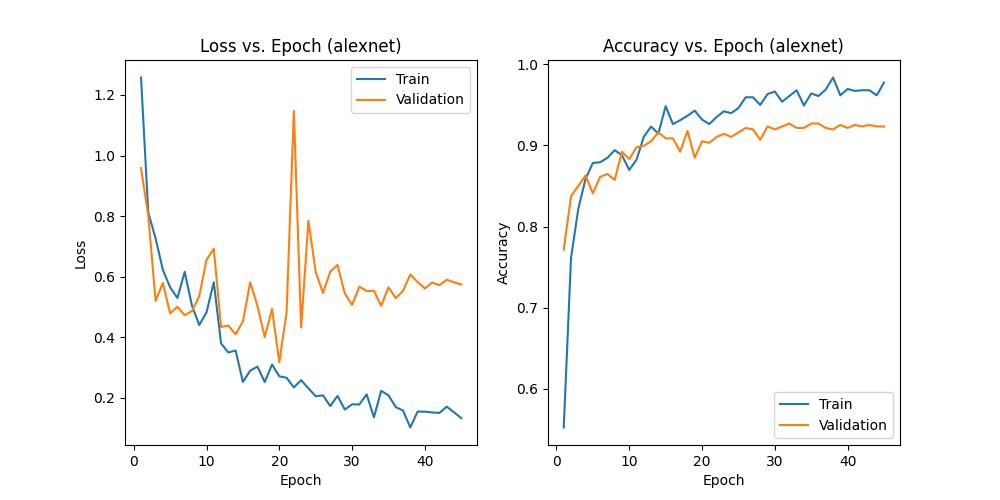 Loss vs. Epoch (alexnet)
Train
Validation
1.2
1.0
0.8
0.6
0.4
0.2
Loss
0
10
20
30
40
Epoch
Accuracy vs. Epoch (alexnet)
1.0
0.9
0.8
0.7
0.6
Accuracy
Train
Validation
0
10
20
30
40
Epoch